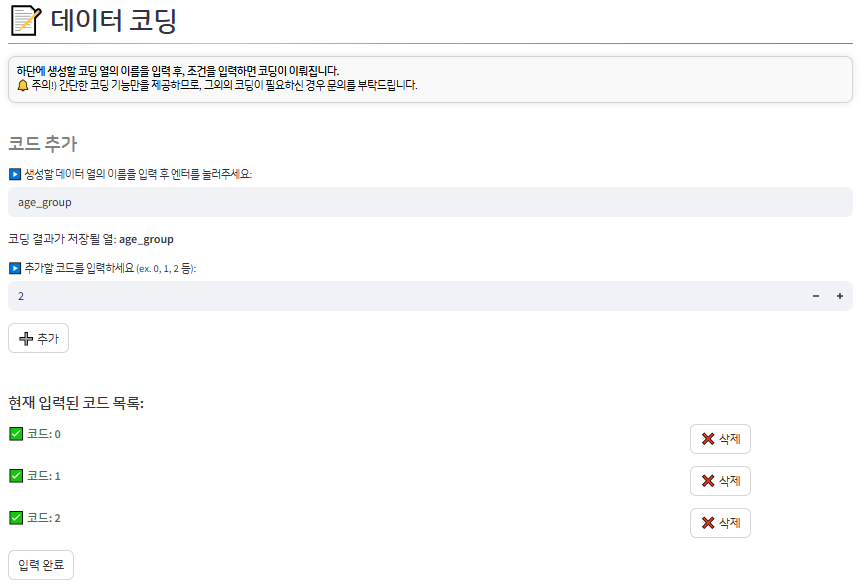 데이터 코딩
하단에 생성할 코딩 열의 이름을 입력 후, 조건을 입력하면 코딩이 이뤄집니다.
주의!) 간단한 코딩 기능만을 제공하므로, 그외의 코딩이 필요하신 경우 문의를 부탁드립니다.
코드 추가
생성할 데이터 열의 이름을 입력 후 엔터를 눌러주세요:
age_group
코딩 결과가 저장될 열: age_group
추가할 코드를 입력하세요 (ex. 0, 1, 2 등):
2 − +
추가
현재 입력된 코드 목록:
코드: 0 삭제
코드: 1 삭제
코드: 2 삭제
입력 완료